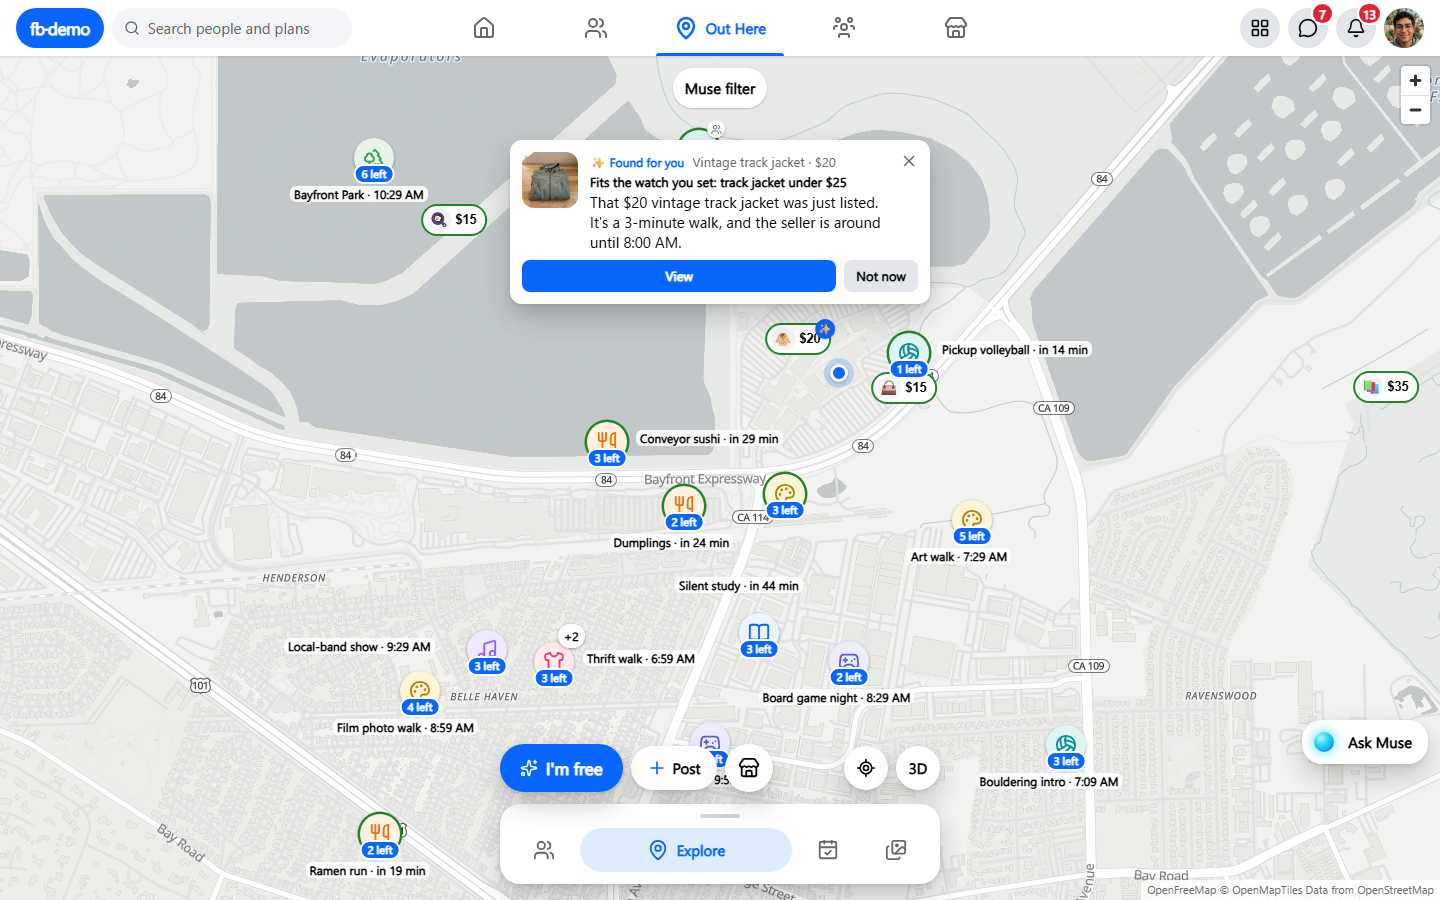 fb-demo
Search people and plans
Out Here
7
13
Evaporators
Muse filter
6 left
Bayfront Park · 10:29 AM
$15
Found for you Vintage track jacket · $20
Fits the watch you set: track jacket under $25
That $20 vintage track jacket was just listed.
It's a 3-minute walk, and the seller is around
until 8:00 AM.
View
Not now
84
$20
1 left
Pickup volleyball · in 14 min
$15
$35
Expressway
84
CA 109
3 left
Conveyor sushi · in 29 min
84
84
84
Bayfront Expressway
3 left
2 left
CA 114
Dumplings · in 24 min
5 left
Art walk · 7:29 AM
HENDERSON
Silent study · in 44 min
3 left
Local-band show · 9:29 AM
3 left
+2
3 left
Thrift walk · 6:59 AM
2 left
Board game night · 8:29 AM
CA 109
101
BELLE HAVEN
4 left
Film photo walk · 8:59 AM
RAVENSWOOD
3 left
Bouldering intro · 7:09 AM
I'm free
Post
3D
Ask Muse
Bay Road
2 left
Ramen run · in 19 min
Explore
Bay Road
OpenFreeMap © OpenMapTiles Data from OpenStreetMap